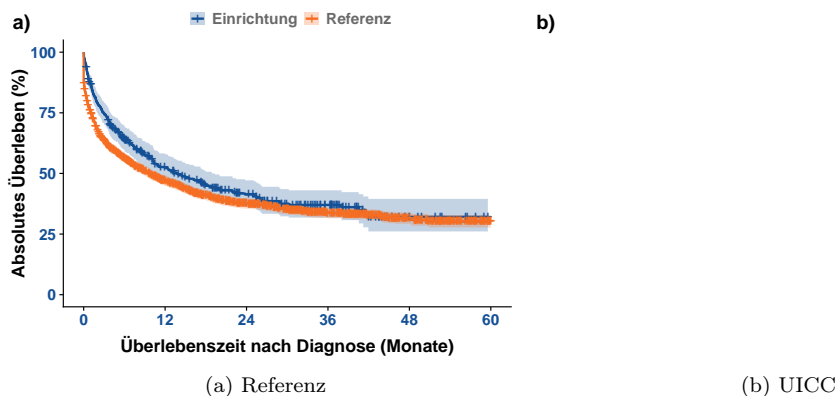 a)
Einrichtung Referenz
b)
100
75
50
25
0
Absolutes Überleben (%)
0 12 24 36 48 60
Überlebenszeit nach Diagnose (Monate)
(a) Referenz
(b) UICC